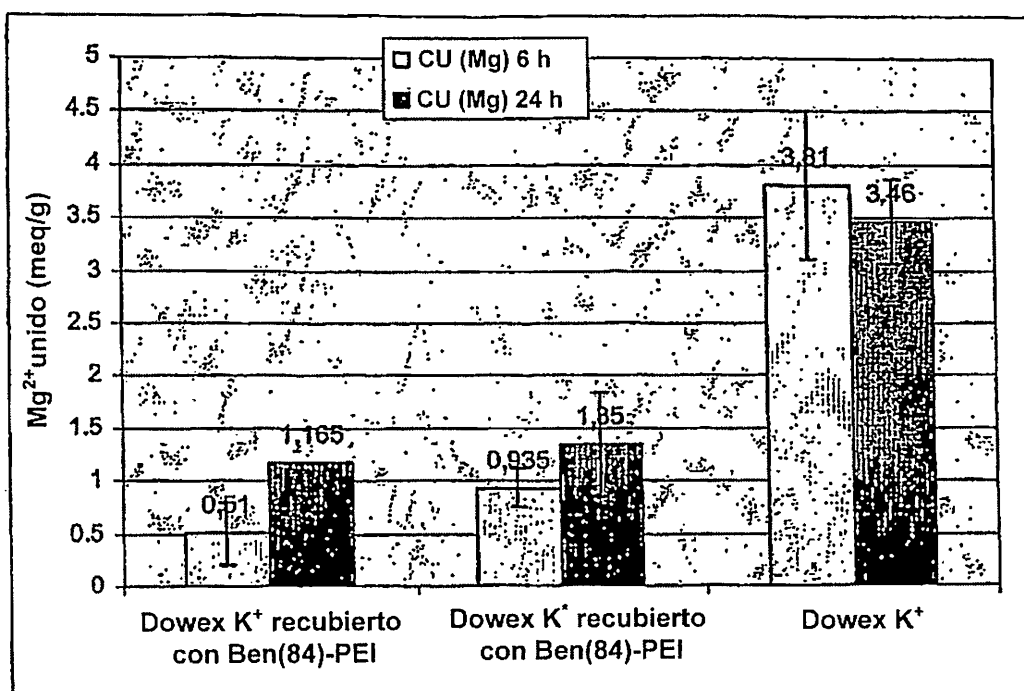 CU (Mg) 6 h
CU (Mg) 24 h
Mg²⁺ unido (meq/g)
5
4.5
4
3.5
3
2.5
2
1.5
1
0.5
0
0,51
1,165
0,935
1,35
3,81
3,46
Dowex K⁺ recubierto
con Ben(84)-PEI
Dowex K* recubierto
con Ben(84)-PEI
Dowex K⁺